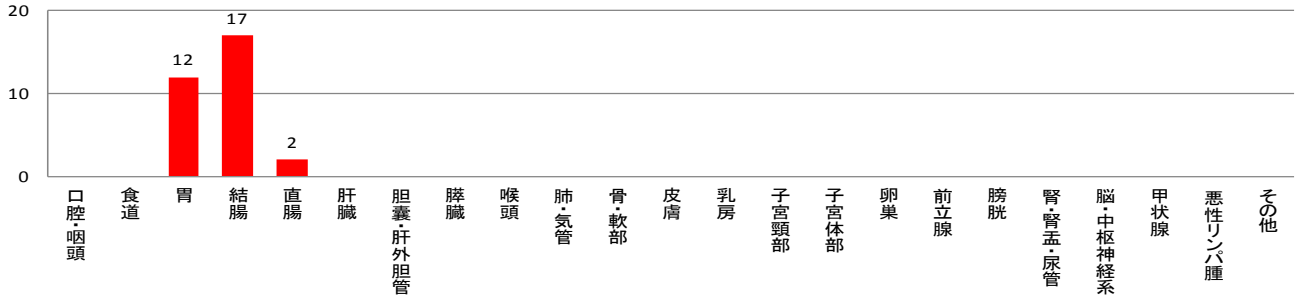 20
10
0
12
17
2
口腔・咽頭
食道
胃
結腸
直腸
肝臓
胆嚢・肝外胆管
膵臓
喉頭
肺・気管
骨・軟部
皮膚
乳房
子宮頸部
子宮体部
卵巣
前立腺
膀胱
腎・腎盂・尿管
脳・中枢神経系
甲状腺
悪性リンパ腫
その他